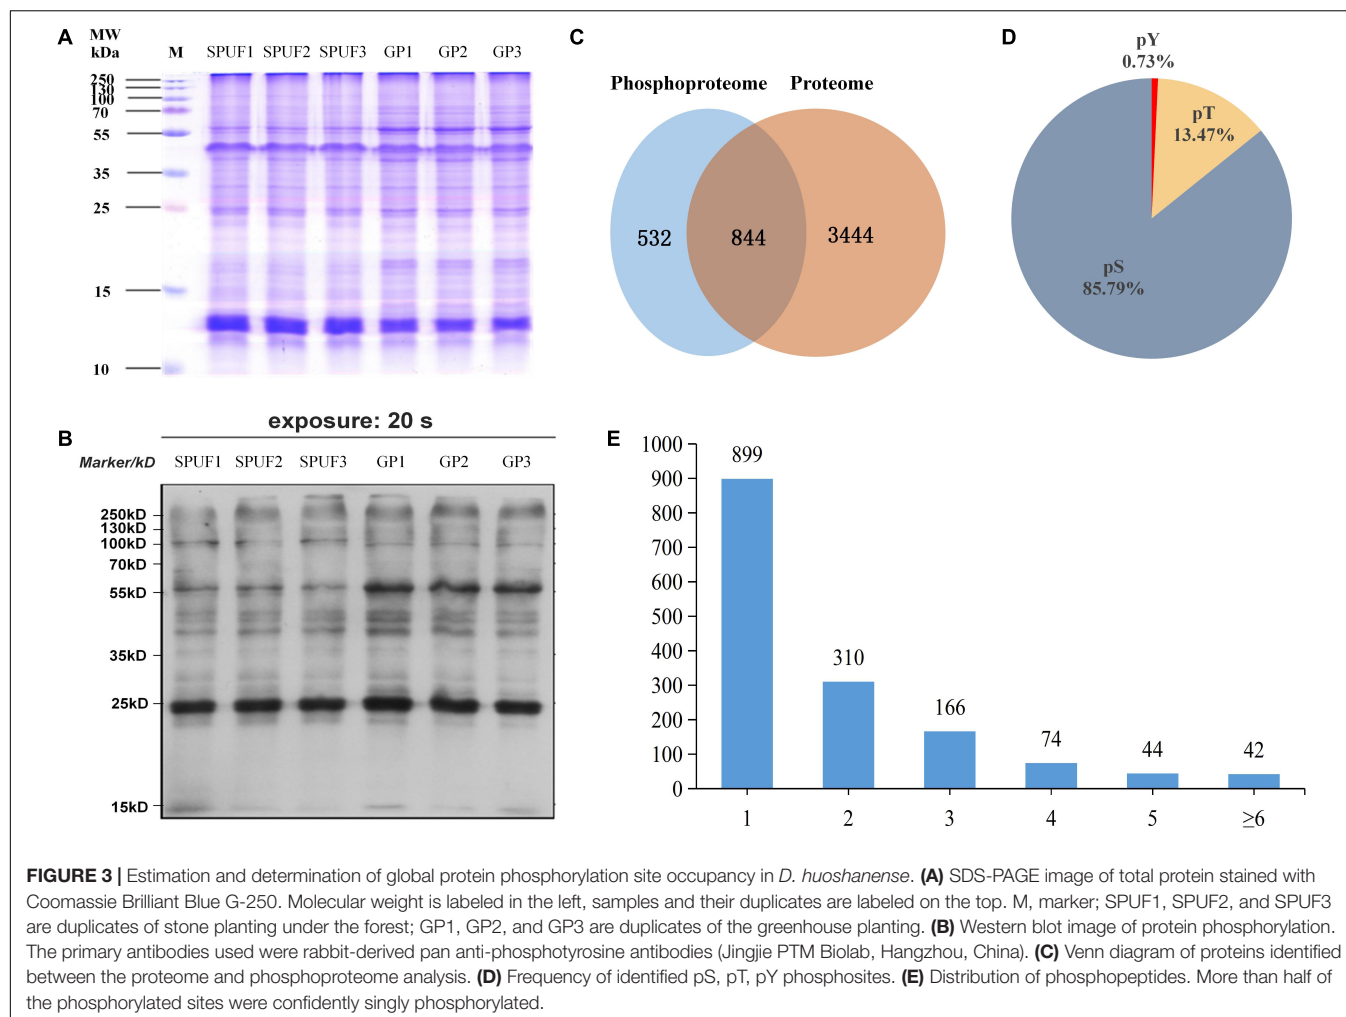 A
MW
kDa
M SPUF1 SPUF2 SPUF3 GP1 GP2 GP3
250
130
100
70
55
35
25
15
10
C
Phosphoproteome Proteome
532 844 3444
D
pY
0.73%
pT
13.47%
pS
85.79%
B
exposure: 20 s
Marker/kD SPUF1 SPUF2 SPUF3 GP1 GP2 GP3
250kD
130kD
100kD
70kD
55kD
35kD
25kD
15kD
E
1000
900
800
700
600
500
400
300
200
100
0
899
310
166
74
44
42
1 2 3 4 5 ≥6
FIGURE 3 | Estimation and determination of global protein phosphorylation site occupancy in D. huoshanense. (A) SDS-PAGE image of total protein stained with
Coomassie Brilliant Blue G-250. Molecular weight is labeled in the left, samples and their duplicates are labeled on the top. M, marker; SPUF1, SPUF2, and SPUF3
are duplicates of stone planting under the forest; GP1, GP2, and GP3 are duplicates of the greenhouse planting. (B) Western blot image of protein phosphorylation.
The primary antibodies used were rabbit-derived pan anti-phosphotyrosine antibodies (Jingjie PTM Biolab, Hangzhou, China). (C) Venn diagram of proteins identified
between the proteome and phosphoproteome analysis. (D) Frequency of identified pS, pT, pY phosphosites. (E) Distribution of phosphopeptides. More than half of
the phosphorylated sites were confidently singly phosphorylated.